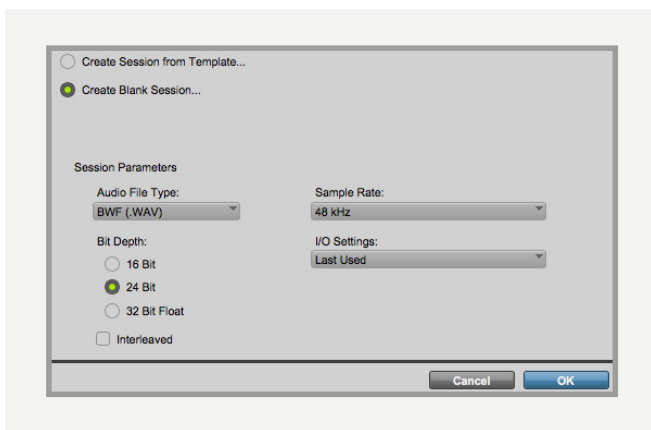 Create Session from Template...
Create Blank Session...
Session Parameters
Audio File Type:
Sample Rate:
BWF (.WAV)
48 kHz
Bit Depth:
I/O Settings:
16 Bit
Last Used
24 Bit
32 Bit Float
Interleaved
Cancel
OK